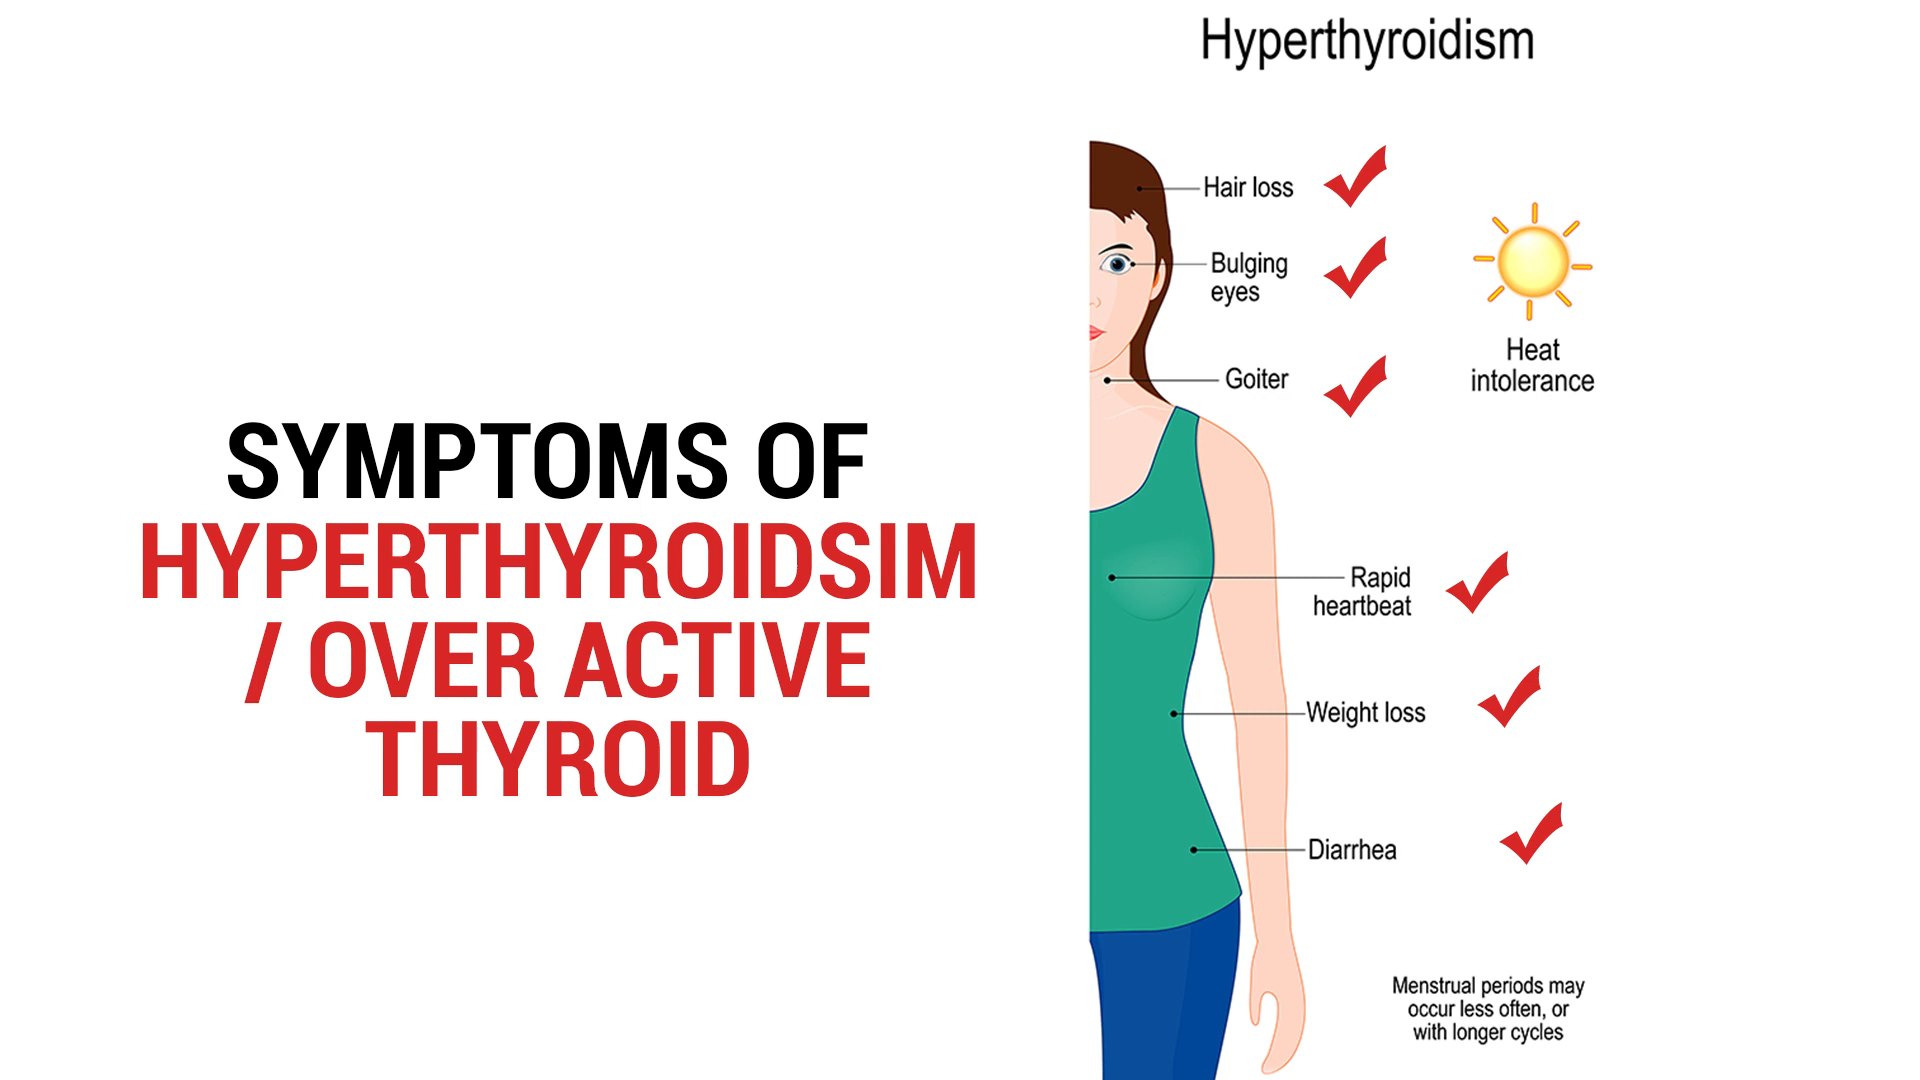 SYMPTOMS OF
HYPERTHYROIDSIM
/ OVER ACTIVE
THYROID
Hyperthyroidism
Hair loss
Bulging
eyes
Goiter
Heat
intolerance
Rapid
heartbeat
Weight loss
Diarrhea
Menstrual periods may
occur less often, or
with longer cycles